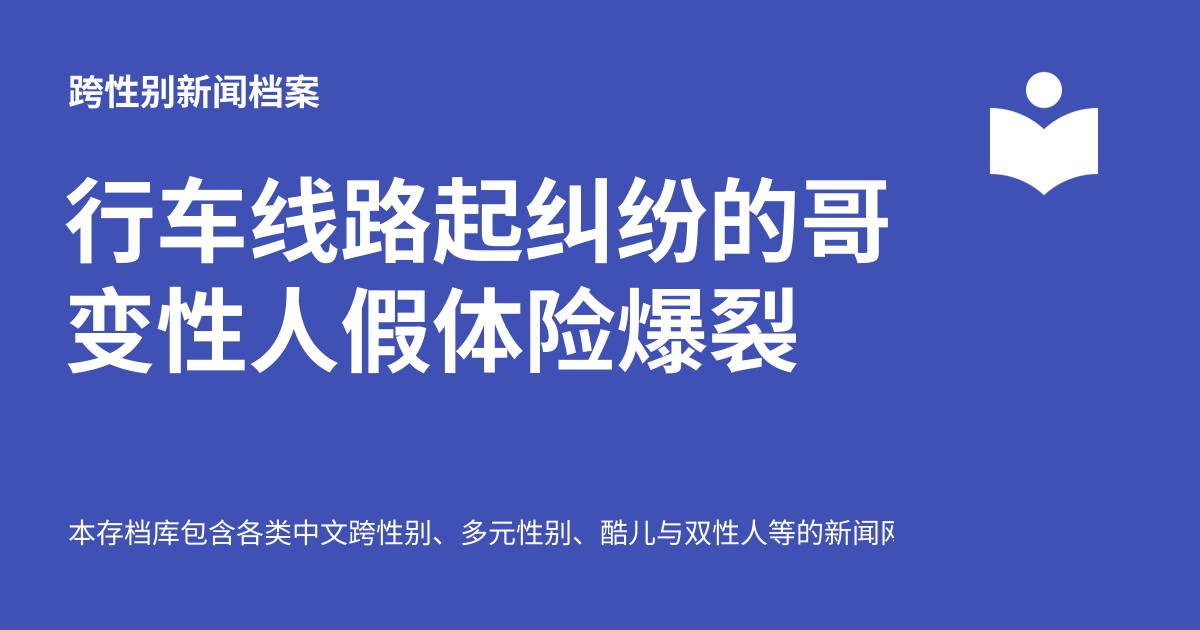 跨性别新闻档案
行车线路起纠纷的哥
变性人假体险爆裂
本存档库包含各类中文跨性别、多元性别、酷儿与双性人等的新闻